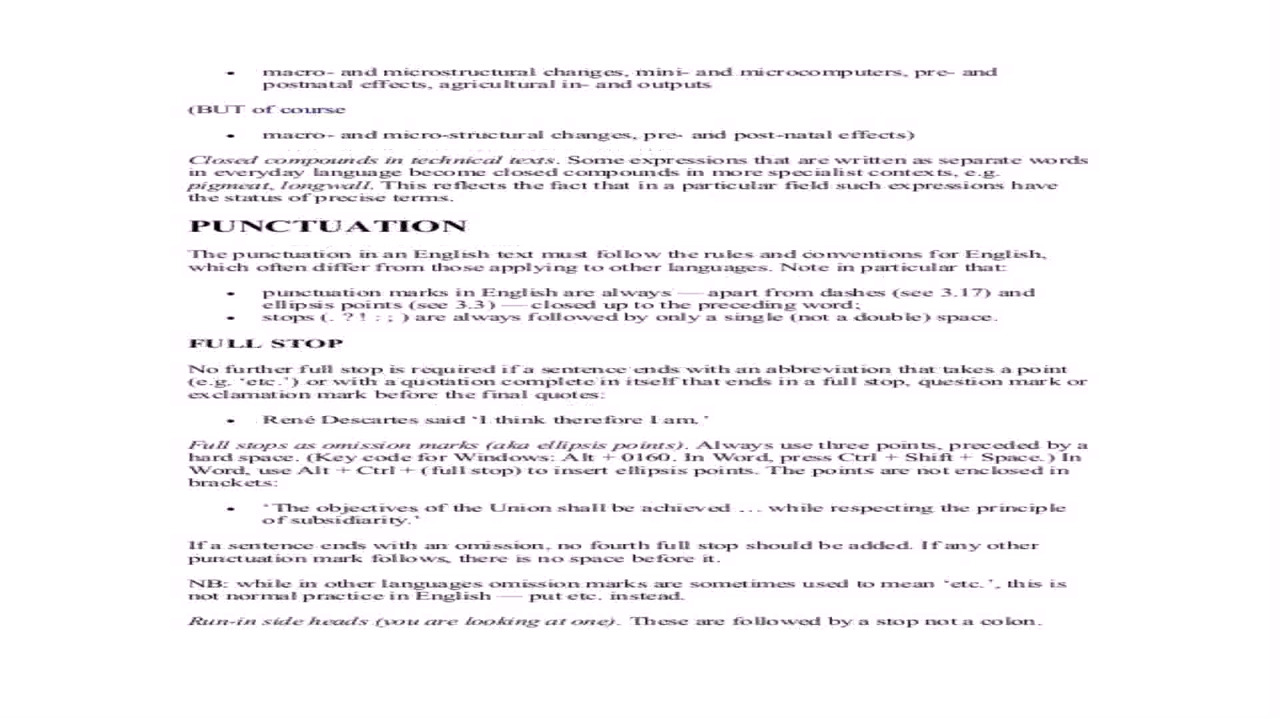 • macro- and microstructural changes, mini- and microcomputers, pre- and
postnatal effects, agricultural in- and outputs
(BUT of course
• macro- and micro-structural changes, pre- and post-natal effects)
Closed compounds in technical texts. Some expressions that are written as separate words
in everyday language become closed compounds in more specialist contexts, e.g.
pigmeat, longwall. This reflects the fact that in a particular field such expressions have
the status of precise terms.
PUNCTUATION
The punctuation in an English text must follow the rules and conventions for English,
which often differ from those applying to other languages. Note in particular that:
• punctuation marks in English are always — apart from dashes (see 3.17) and
ellipsis points (see 3.3) — closed up to the preceding word;
• stops (. ? ! : ; ) are always followed by only a single (not a double) space.
FULL STOP
No further full stop is required if a sentence ends with an abbreviation that takes a point
(e.g. ‘etc.’) or with a quotation complete in itself that ends in a full stop, question mark or
exclamation mark before the final quotes:
• René Descartes said ‘I think therefore I am.’
Full stops as omission marks (aka ellipsis points). Always use three points, preceded by a
hard space. (Key code for Windows: Alt + 0160. In Word, press Ctrl + Shift + Space.) In
Word, use Alt + Ctrl + (full stop) to insert ellipsis points. The points are not enclosed in
brackets:
• ‘The objectives of the Union shall be achieved … while respecting the principle
of subsidiarity.’
If a sentence ends with an omission, no fourth full stop should be added. If any other
punctuation mark follows, there is no space before it.
NB: while in other languages omission marks are sometimes used to mean ‘etc.’, this is
not normal practice in English — put etc. instead.
Run-in side heads (you are looking at one). These are followed by a stop not a colon.